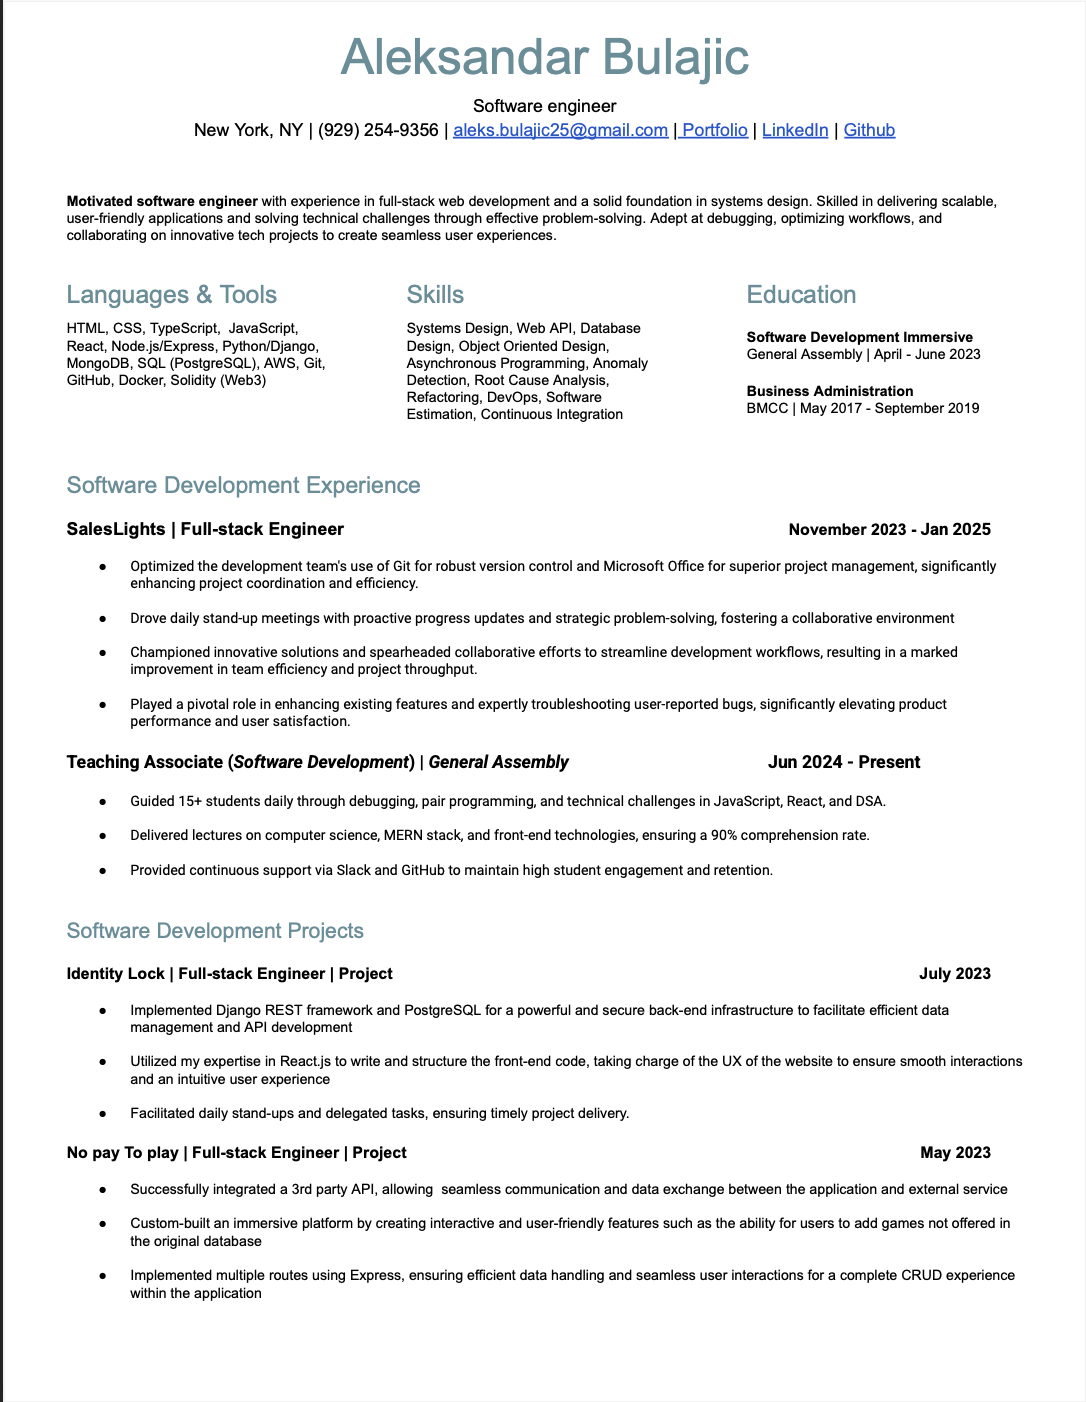 Aleksandar Bulajic
Software engineer
New York, NY | (929) 254-9356 | aleks.bulajic25@gmail.com | Portfolio | LinkedIn | Github
Motivated software engineer with experience in full-stack web development and a solid foundation in systems design. Skilled in delivering scalable,
user-friendly applications and solving technical challenges through effective problem-solving. Adept at debugging, optimizing workflows, and
collaborating on innovative tech projects to create seamless user experiences.
Languages & Tools
HTML, CSS, TypeScript,  JavaScript,
React, Node.js/Express, Python/Django,
MongoDB, SQL (PostgreSQL), AWS, Git,
GitHub, Docker, Solidity (Web3)
Skills
Systems Design, Web API, Database
Design, Object Oriented Design,
Asynchronous Programming, Anomaly
Detection, Root Cause Analysis,
Refactoring, DevOps, Software
Estimation, Continuous Integration
Education
Software Development Immersive
General Assembly | April - June 2023
Business Administration
BMCC | May 2017 - September 2019
Software Development Experience
SalesLights | Full-stack Engineer November 2023 - Jan 2025
● Optimized the development team's use of Git for robust version control and Microsoft Office for superior project management, significantly
enhancing project coordination and efficiency.
● Drove daily stand-up meetings with proactive progress updates and strategic problem-solving, fostering a collaborative environment
● Championed innovative solutions and spearheaded collaborative efforts to streamline development workflows, resulting in a marked
improvement in team efficiency and project throughput.
● Played a pivotal role in enhancing existing features and expertly troubleshooting user-reported bugs, significantly elevating product
performance and user satisfaction.
Teaching Associate (Software Development) | General Assembly Jun 2024 - Present
● Guided 15+ students daily through debugging, pair programming, and technical challenges in JavaScript, React, and DSA.
● Delivered lectures on computer science, MERN stack, and front-end technologies, ensuring a 90% comprehension rate.
● Provided continuous support via Slack and GitHub to maintain high student engagement and retention.
Software Development Projects
Identity Lock | Full-stack Engineer | Project July 2023
● Implemented Django REST framework and PostgreSQL for a powerful and secure back-end infrastructure to facilitate efficient data
management and API development
● Utilized my expertise in React.js to write and structure the front-end code, taking charge of the UX of the website to ensure smooth interactions
and an intuitive user experience
● Facilitated daily stand-ups and delegated tasks, ensuring timely project delivery.
No pay To play | Full-stack Engineer | Project May 2023
● Successfully integrated a 3rd party API, allowing  seamless communication and data exchange between the application and external service
● Custom-built an immersive platform by creating interactive and user-friendly features such as the ability for users to add games not offered in
the original database
● Implemented multiple routes using Express, ensuring efficient data handling and seamless user interactions for a complete CRUD experience
within the application